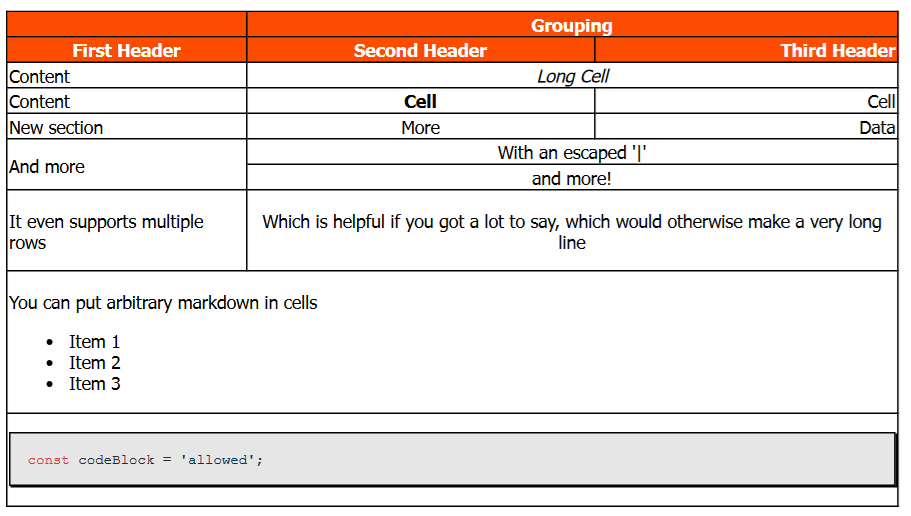 Grouping
First Header Second Header Third Header
Content Long Cell
Content Cell Cell
New section More Data
And more With an escaped '|'
and more!
It even supports multiple rows Which is helpful if you got a lot to say, which would otherwise make a very long line
You can put arbitrary markdown in cells
• Item 1
• Item 2
• Item 3
const codeBlock = 'allowed';